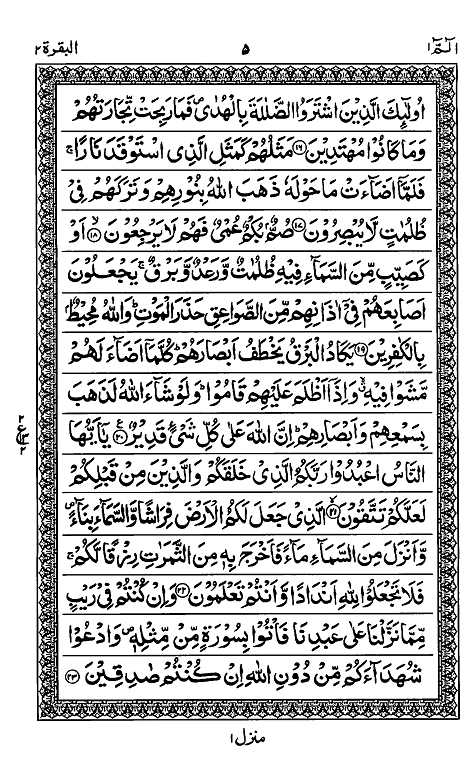 الٓمّٓ ۱ ۵ البقرة ۲
اُولٰٓئِكَ الَّذِيْنَ اشْتَرَوُا الضَّلٰلَةَ بِالْهُدٰى۪ فَمَا رَبِحَتْ تِّجَارَتُهُمْ
وَمَا كَانُوْا مُهْتَدِيْنَ ﴿۱۶﴾ مَثَلُهُمْ كَمَثَلِ الَّذِى اسْتَوْقَدَ نَارًا ۚ
فَلَمَّآ اَضَآءَتْ مَا حَوْلَهٗ ذَهَبَ اللّٰهُ بِنُوْرِهِمْ وَتَرَكَهُمْ فِيْ
ظُلُمٰتٍ لَّا يُبْصِرُوْنَ ﴿۱۷﴾ صُمٌّۢ بُكْمٌ عُمْيٌ فَهُمْ لَا يَرْجِعُوْنَ ﴿۱۸﴾ اَوْ
كَصَيِّبٍ مِّنَ السَّمَآءِ فِيْهِ ظُلُمٰتٌ وَّرَعْدٌ وَّبَرْقٌ ۚ يَجْعَلُوْنَ
اَصَابِعَهُمْ فِيْٓ اٰذَانِهِمْ مِّنَ الصَّوَاعِقِ حَذَرَ الْمَوْتِ ؕ وَاللّٰهُ مُحِيْطٌۢ
بِالْكٰفِرِيْنَ ﴿۱۹﴾ يَكَادُ الْبَرْقُ يَخْطَفُ اَبْصَارَهُمْ ؕ كُلَّمَآ اَضَآءَ لَهُمْ
مَّشَوْا فِيْهِ ۙ وَاِذَآ اَظْلَمَ عَلَيْهِمْ قَامُوْا ؕ وَلَوْ شَآءَ اللّٰهُ لَذَهَبَ
بِسَمْعِهِمْ وَاَبْصَارِهِمْ ؕ اِنَّ اللّٰهَ عَلٰى كُلِّ شَيْءٍ قَدِيْرٌ ﴿۲۰﴾ يٰٓاَيُّهَا
النَّاسُ اعْبُدُوْا رَبَّكُمُ الَّذِيْ خَلَقَكُمْ وَالَّذِيْنَ مِنْ قَبْلِكُمْ
لَعَلَّكُمْ تَتَّقُوْنَ ﴿۲۱﴾ الَّذِيْ جَعَلَ لَكُمُ الْاَرْضَ فِرَاشًا وَّالسَّمَآءَ بِنَآءً ۪
وَّاَنْزَلَ مِنَ السَّمَآءِ مَآءً فَاَخْرَجَ بِهٖ مِنَ الثَّمَرٰتِ رِزْقًا لَّكُمْ ۚ
فَلَا تَجْعَلُوْا لِلّٰهِ اَنْدَادًا وَّاَنْتُمْ تَعْلَمُوْنَ ﴿۲۲﴾ وَاِنْ كُنْتُمْ فِيْ رَيْبٍ
مِّمَّا نَزَّلْنَا عَلٰى عَبْدِنَا فَاْتُوْا بِسُوْرَةٍ مِّنْ مِّثْلِهٖ ۪ وَادْعُوْا
شُهَدَآءَكُمْ مِّنْ دُوْنِ اللّٰهِ اِنْ كُنْتُمْ صٰدِقِيْنَ ﴿۲۳﴾
منزل ۱